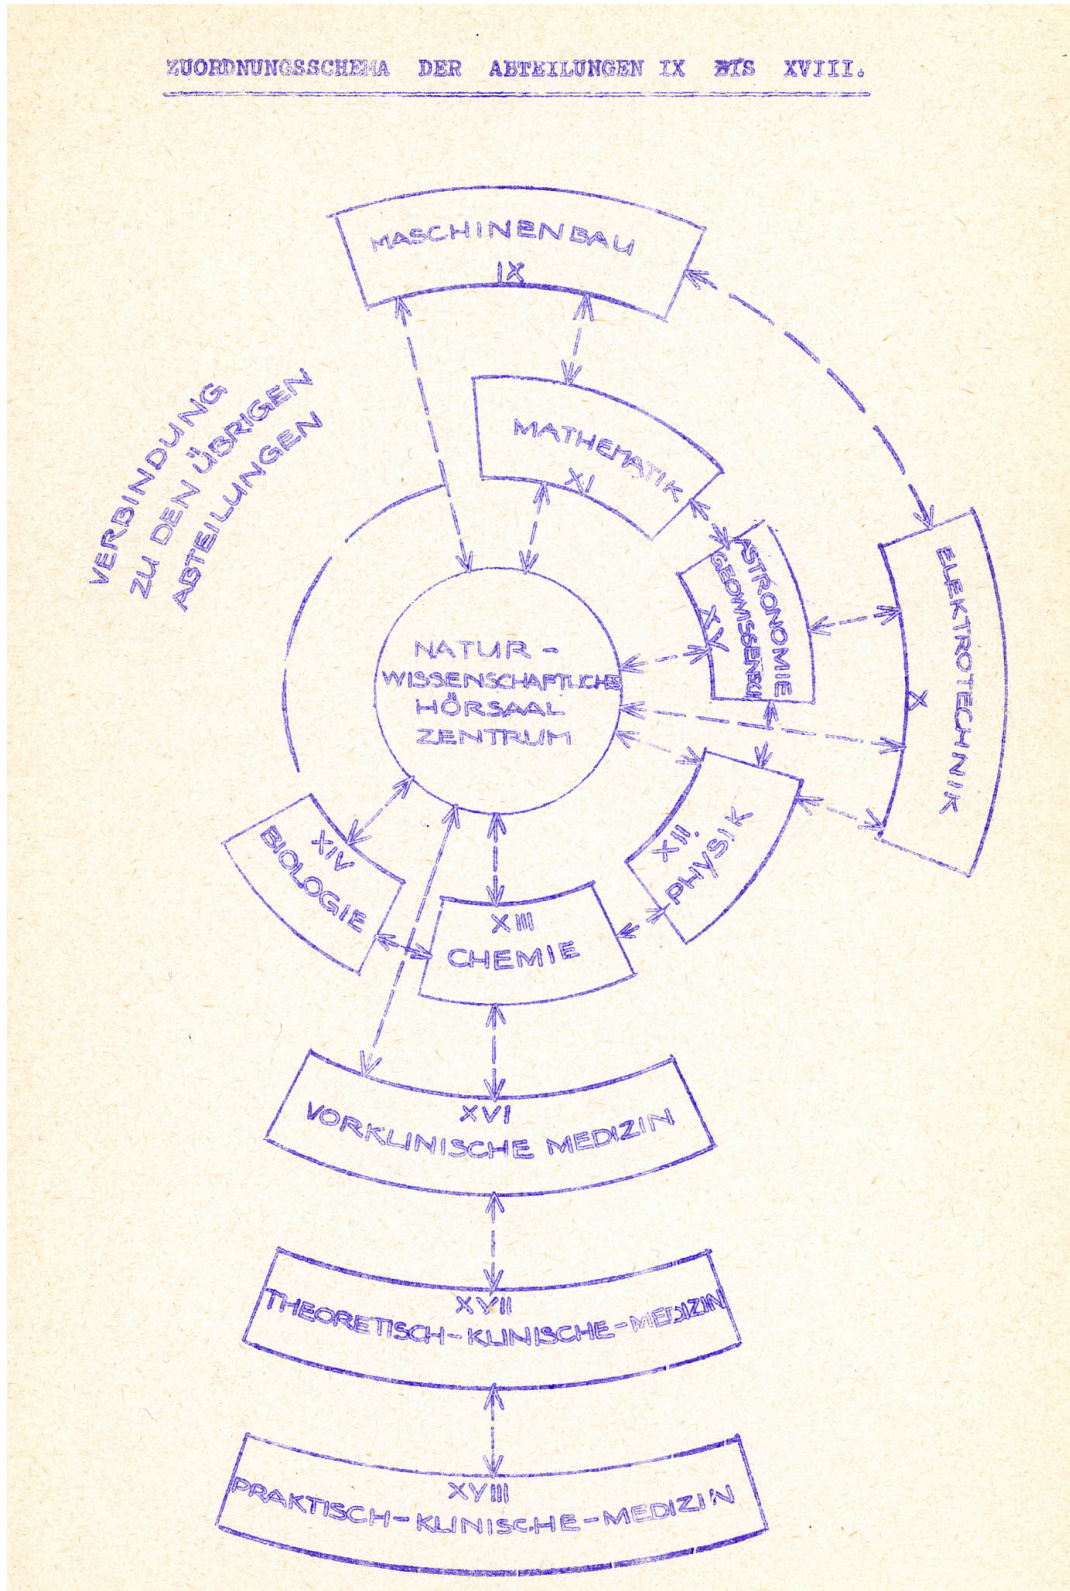 ZUORDNUNGSSCHEMA DER ABTEILUNGEN IX BIS XVIII.
MASCHINENBAU
IX
VERBINDUNG
ZU DEN ÜBRIGEN
ABTEILUNGEN
MATHEMATIK
XI
ASTRONOMIE
GEOWISSENSCH
XV
ELEKTROTECHNIK
X
NATUR-
WISSENSCHAFTLICHES
HÖRSAAL
ZENTRUM
XII.
PHYSIK
XIV
BIOLOGIE
XIII
CHEMIE
XVI
VORKLINISCHE MEDIZIN
XVII
THEORETISCH-KLINISCHE-MEDIZIN
XVIII
PRAKTISCH-KLINISCHE-MEDIZIN